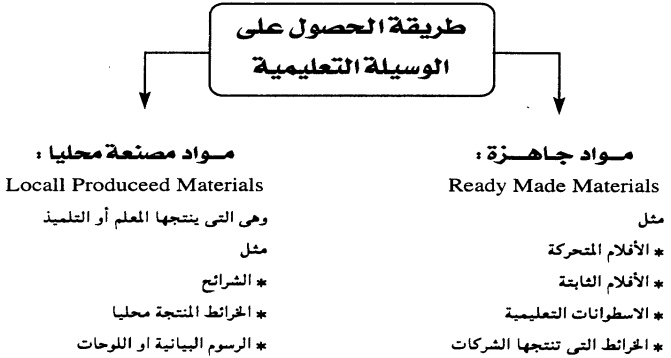 طريقة الحصول على
الوسيلة التعليمية
مواد جاهزة :
Ready Made Materials
مثل
* الأفلام المتحركة
* الأفلام الثابتة
* الاسطوانات التعليمية
* الخرائط التى تنتجها الشركات
مواد مصنعة محليا :
Locall Produceed Materials
وهى التى ينتجها المعلم أو التلميذ
مثل
* الشرائح
* الخرائط المنتجة محليا
* الرسوم البيانية او اللوحات